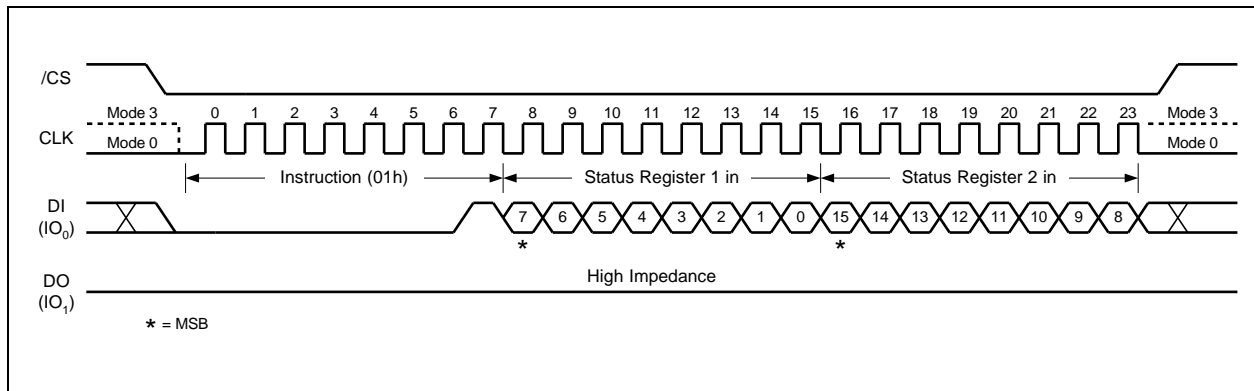 /CS
Mode 3 0 1 2 3 4 5 6 7 8 9 10 11 12 13 14 15 16 17 18 19 20 21 22 23 Mode 3
CLK
Mode 0 Mode 0
Instruction (01h) Status Register 1 in Status Register 2 in
DI
(IO0) 7 6 5 4 3 2 1 0 15 14 13 12 11 10 9 8
* *
High Impedance
DO
(IO1)
* = MSB